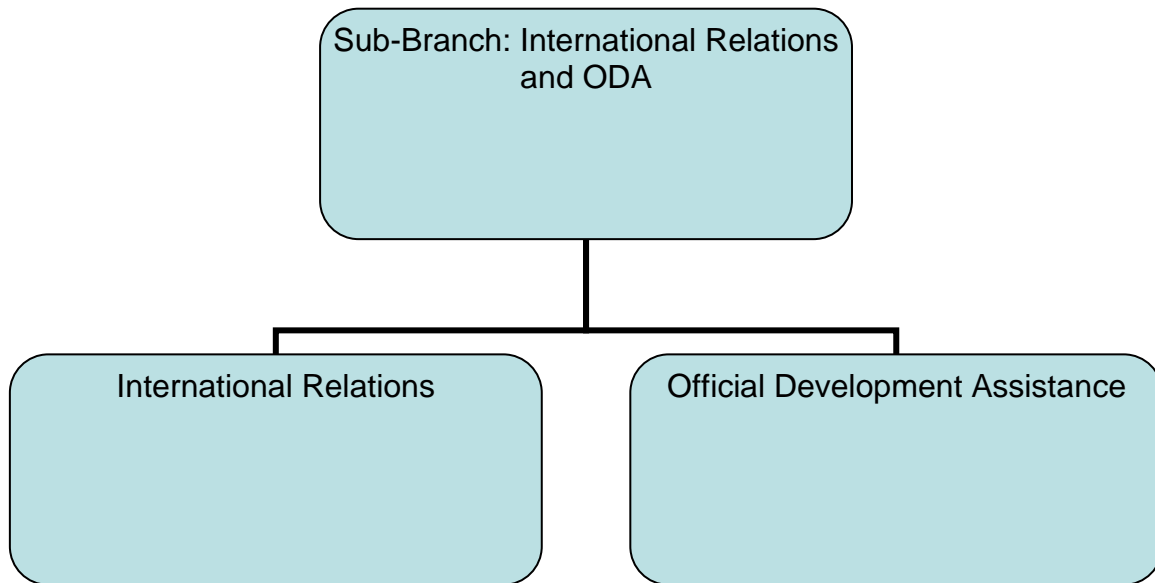 Sub-Branch: International Relations
and ODA
International Relations
Official Development Assistance